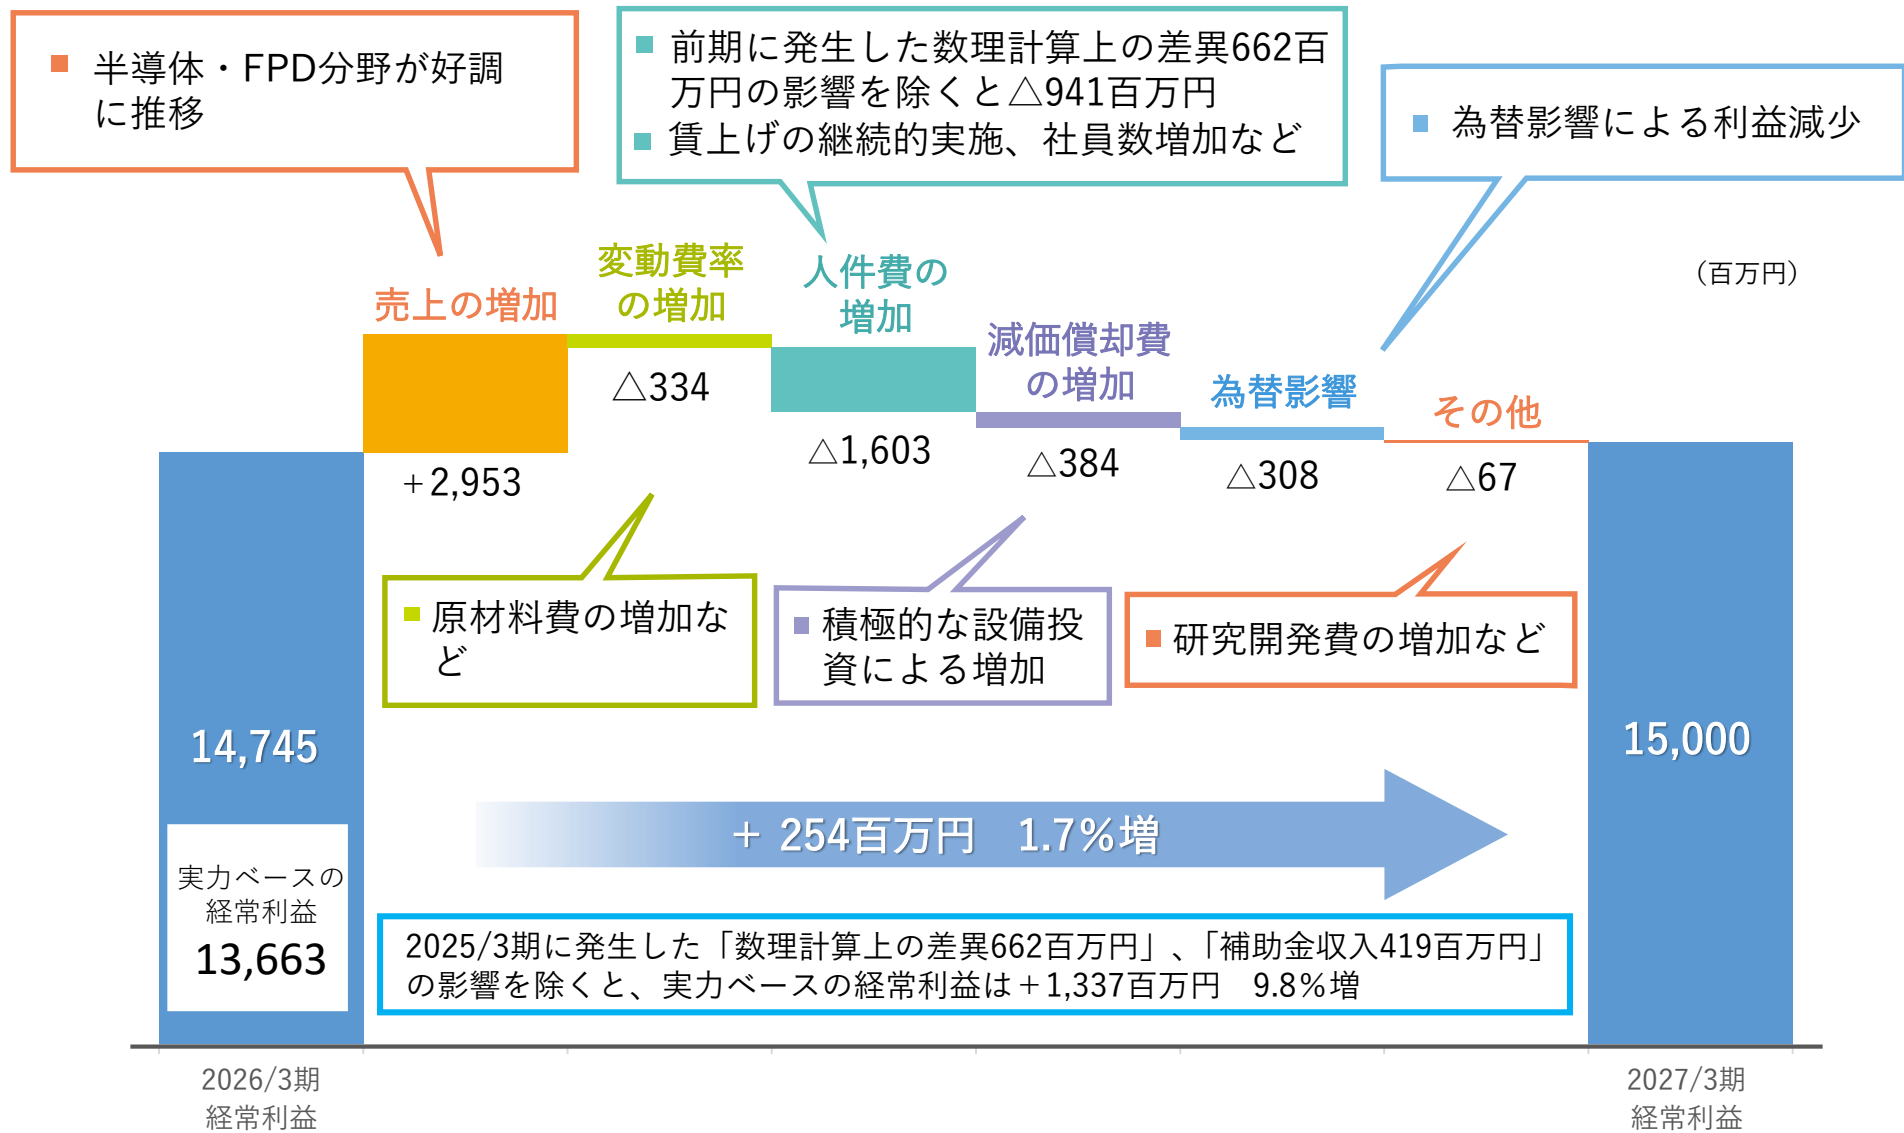 半導体・FPD分野が好調
に推移
前期に発生した数理計算上の差異662百
万円の影響を除くと△941百万円
賃上げの継続的実施、社員数増加など
為替影響による利益減少
（百万円）
売上の増加
変動費率
の増加
人件費の
増加
減価償却費
の増加
為替影響
その他
＋2,953
△334
△1,603
△384
△308
△67
原材料費の増加な
ど
積極的な設備投
資による増加
研究開発費の増加など
14,745
15,000
＋ 254百万円　1.7％増
実力ベースの
経常利益
13,663
2025/3期に発生した「数理計算上の差異662百万円」、「補助金収入419百万円」
の影響を除くと、実力ベースの経常利益は＋1,337百万円　9.8％増
2026/3期
経常利益
2027/3期
経常利益